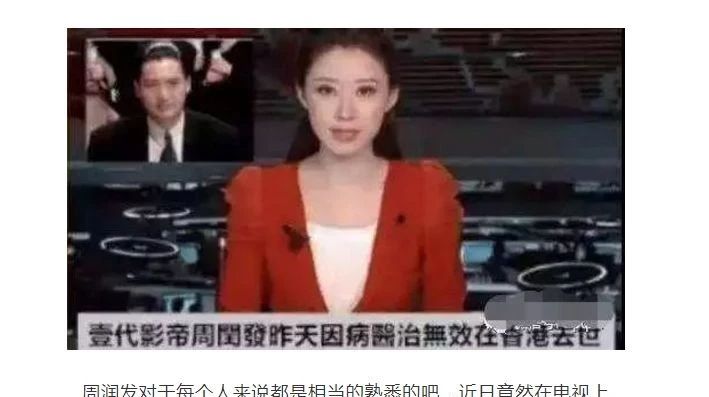 壹代影帝周閏發昨天因病醫治無效在香港去世
周润发对于每个人来说都是相当的熟悉的吧，近日竟然在电视上